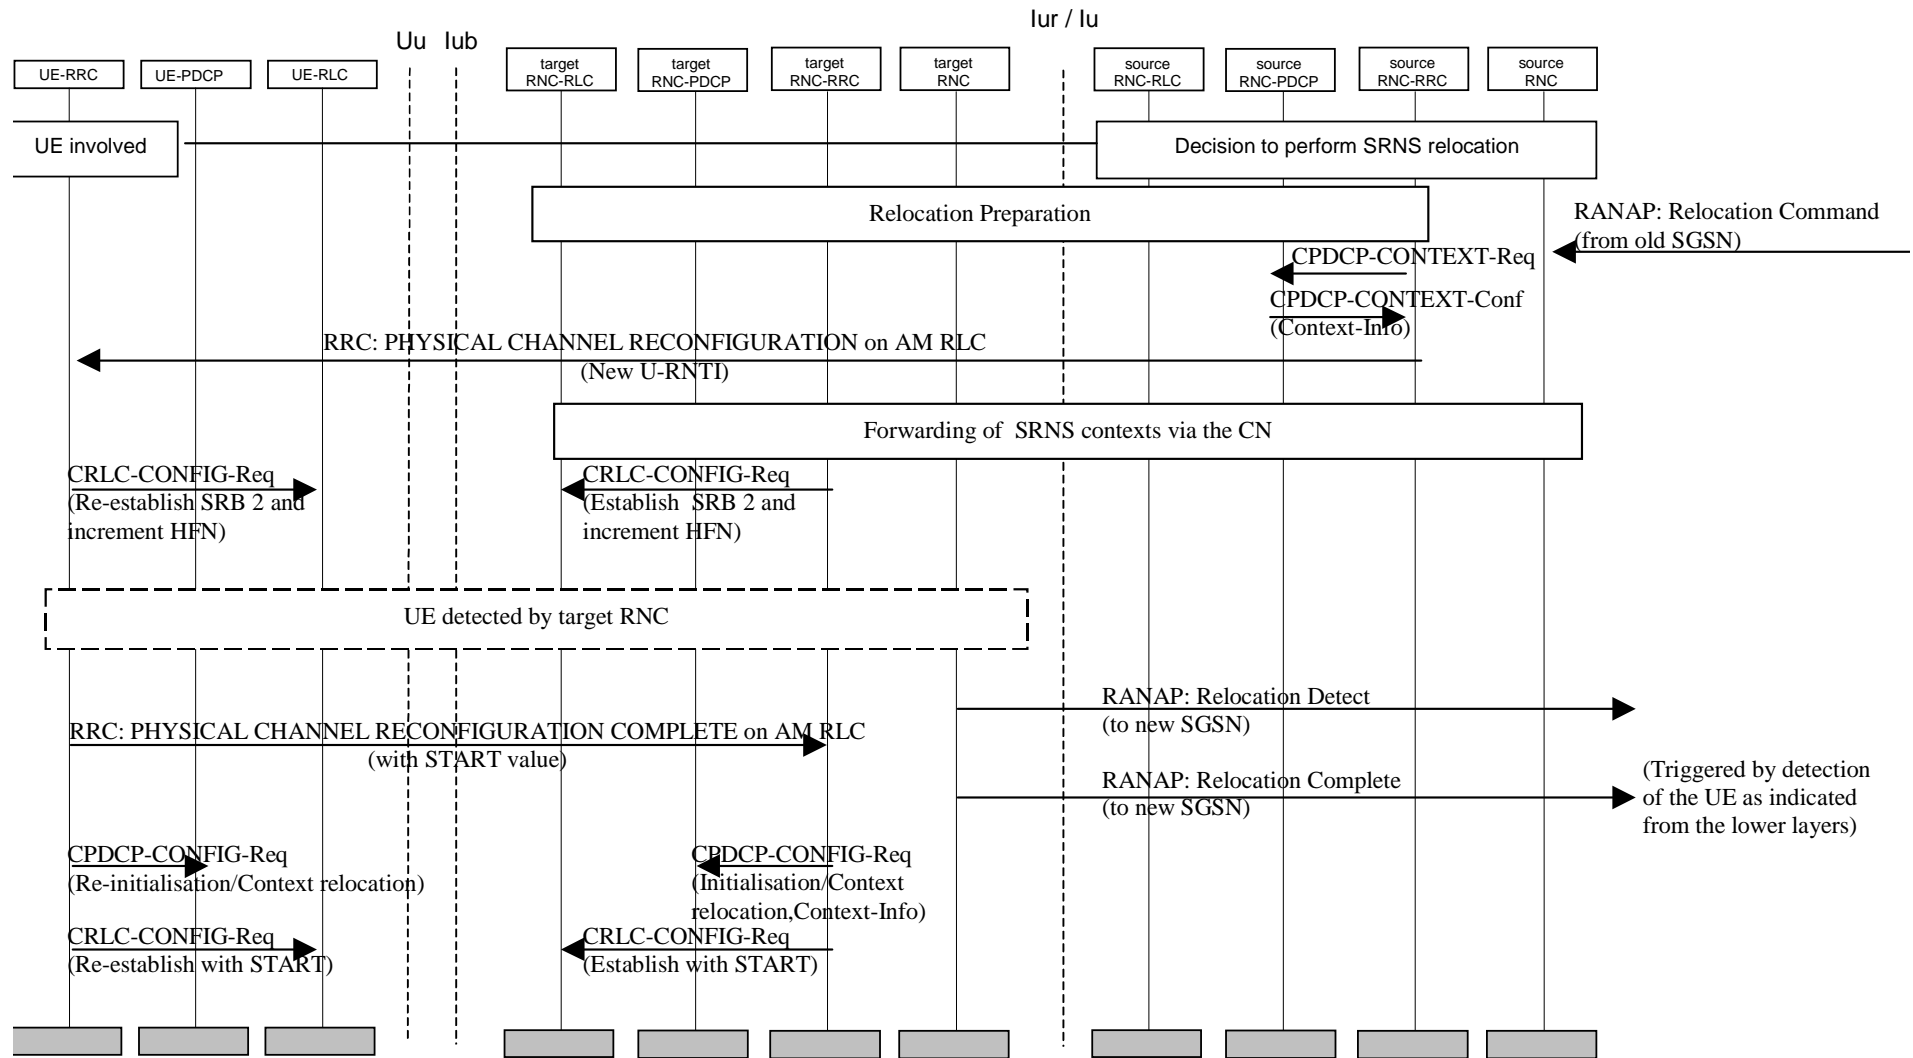 Iur / Iu
Uu
Iub
UE-RRC
UE-PDCP
UE-RLC
target
RNC-RLC
target
RNC-PDCP
target
RNC-RRC
target
RNC
source
RNC-RLC
source
RNC-PDCP
source
RNC-RRC
source
RNC
UE involved
Decision to perform SRNS relocation
Relocation Preparation
RANAP: Relocation Command
(from old SGSN)
CPDCP-CONTEXT-Req
CPDCP-CONTEXT-Conf
(Context-Info)
RRC: PHYSICAL CHANNEL RECONFIGURATION on AM RLC
(New U-RNTI)
Forwarding of SRNS contexts via the CN
CRLC-CONFIG-Req
(Re-establish SRB 2 and
increment HFN)
CRLC-CONFIG-Req
(Establish SRB 2 and
increment HFN)
UE detected by target RNC
RANAP: Relocation Detect
(to new SGSN)
RRC: PHYSICAL CHANNEL RECONFIGURATION COMPLETE on AM RLC
(with START value)
RANAP: Relocation Complete
(to new SGSN)
(Triggered by detection
of the UE as indicated
from the lower layers)
CPDCP-CONFIG-Req
(Re-initialisation/Context relocation)
CPDCP-CONFIG-Req
(Initialisation/Context
relocation,Context-Info)
CRLC-CONFIG-Req
(Re-establish with START)
CRLC-CONFIG-Req
(Establish with START)